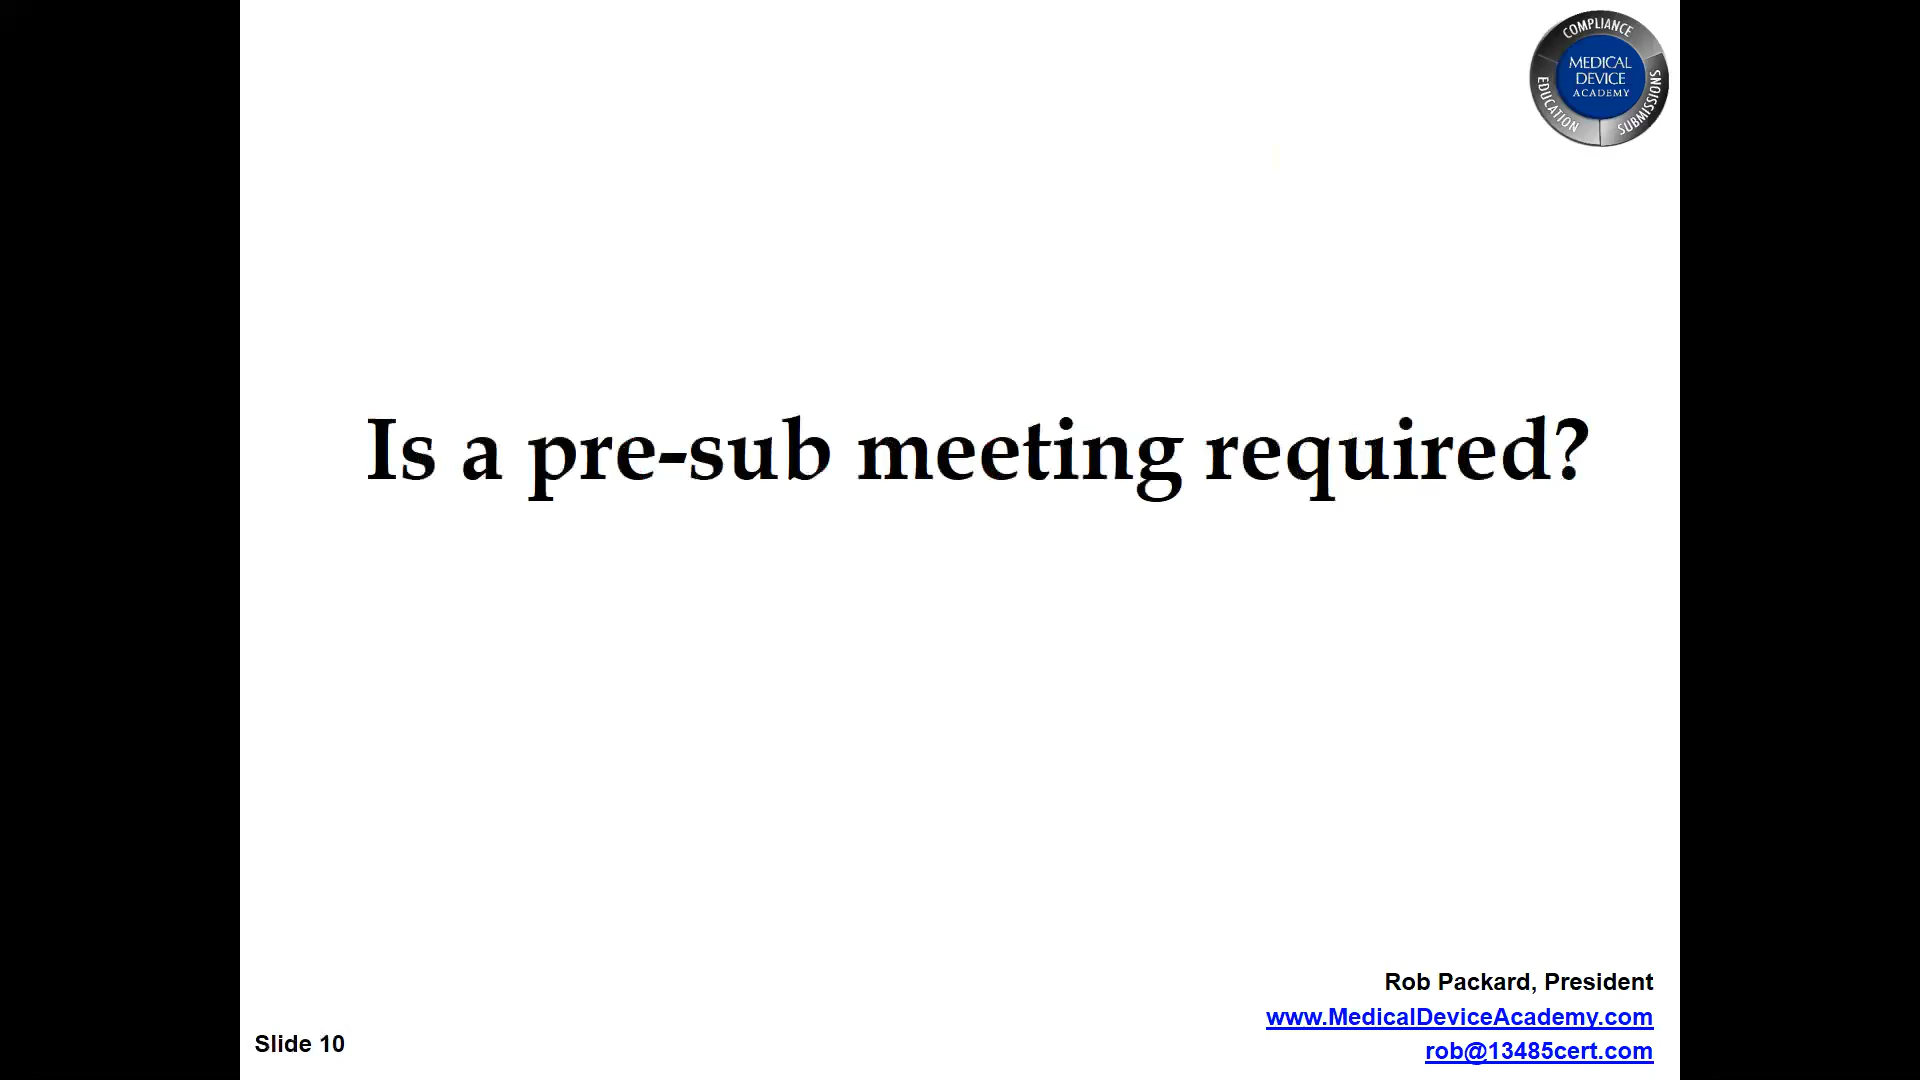 COMPLIANCE
MEDICAL
DEVICE
ACADEMY
EDUCATION
SUBMISSIONS
Is a pre-sub meeting required?
Rob Packard, President
www.MedicalDeviceAcademy.com
Slide 10
rob@13485cert.com